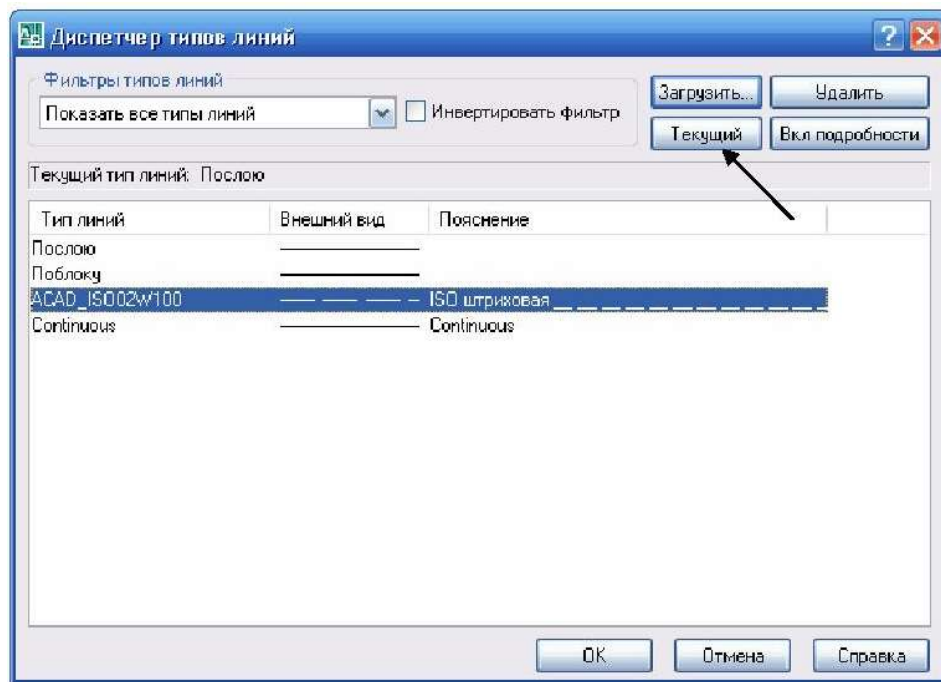 Диспетчер типов линий
Фильтры типов линий
Показать все типы линий
Инвертировать фильтр
Загрузить...
Удалить
Текущий
Вкл подробности
Текущий тип линий: Послою
Тип линий Внешний вид Пояснение
Послою
Поблоку
ACAD_ISO02W100 ISO штриховая
Continuous Continuous
OK Отмена Справка